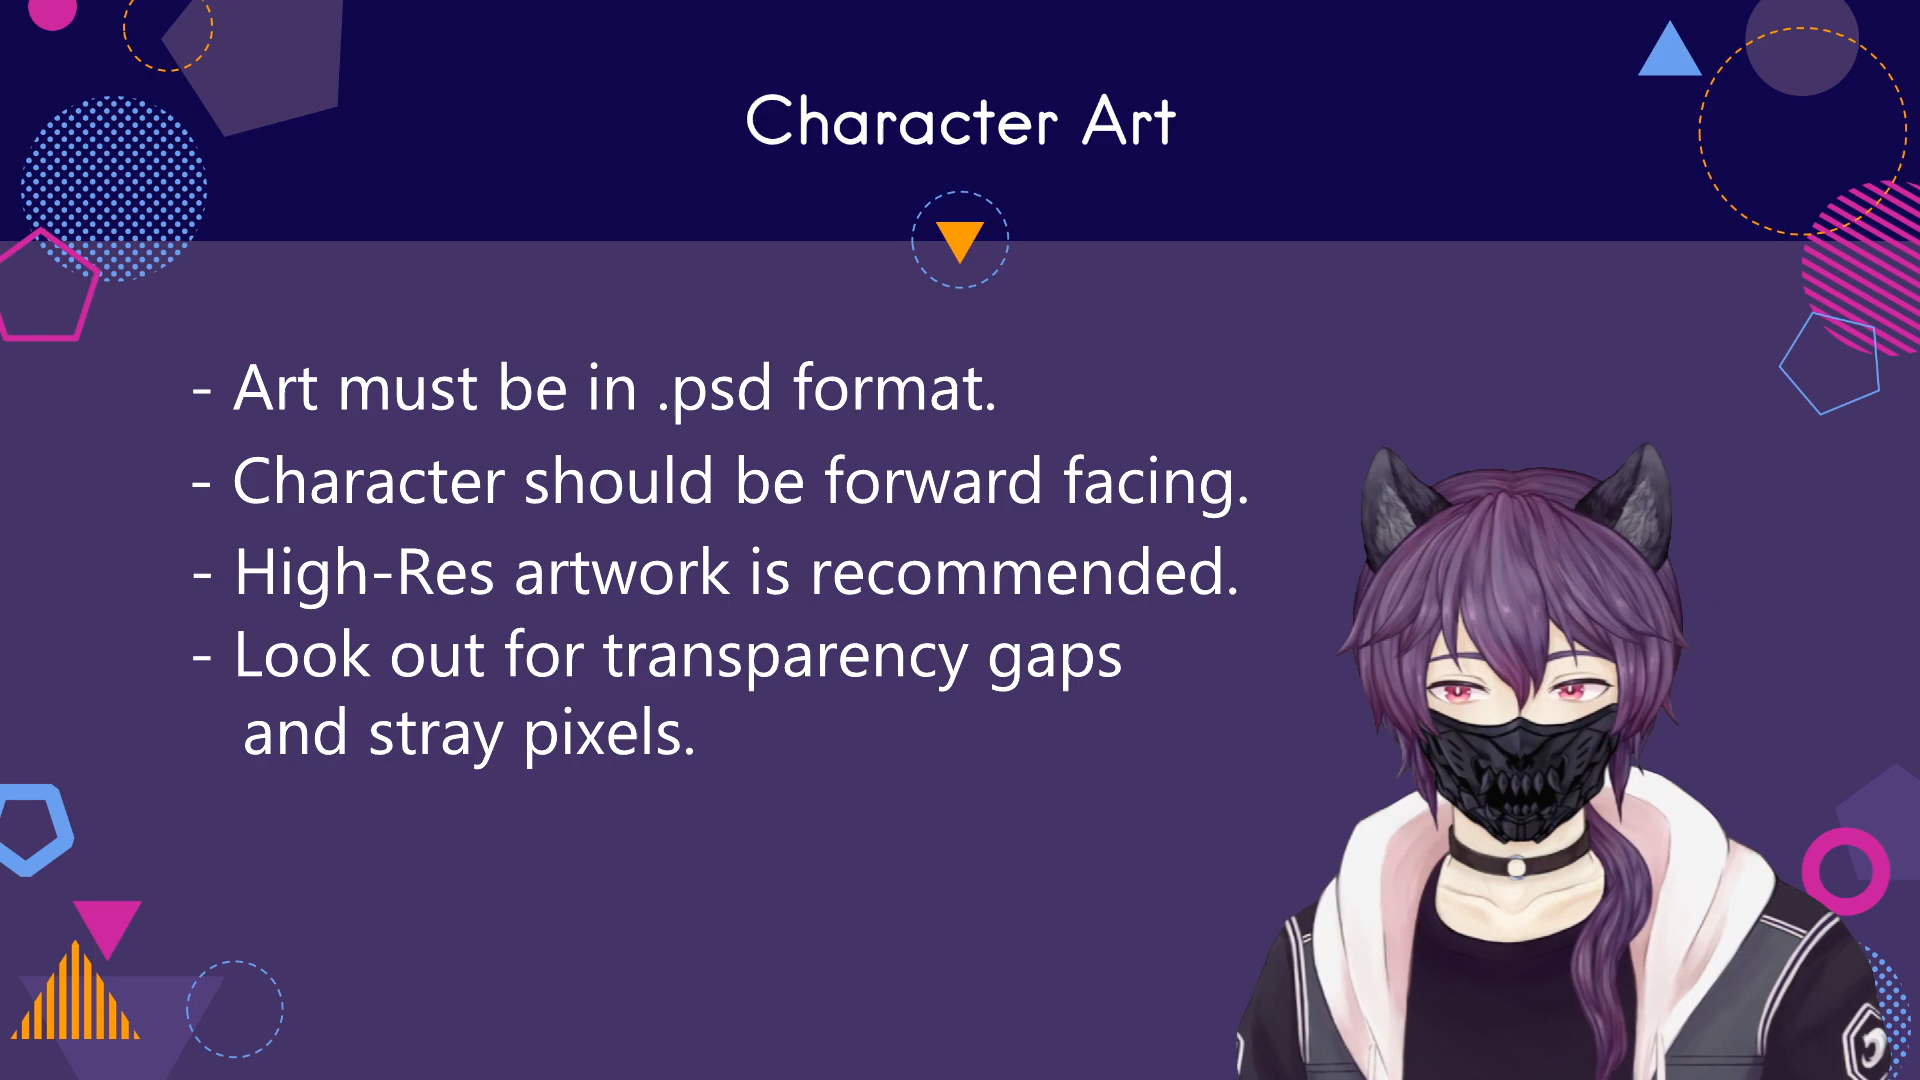 Character Art
- Art must be in .psd format.
- Character should be forward facing.
- High-Res artwork is recommended.
- Look out for transparency gaps
and stray pixels.